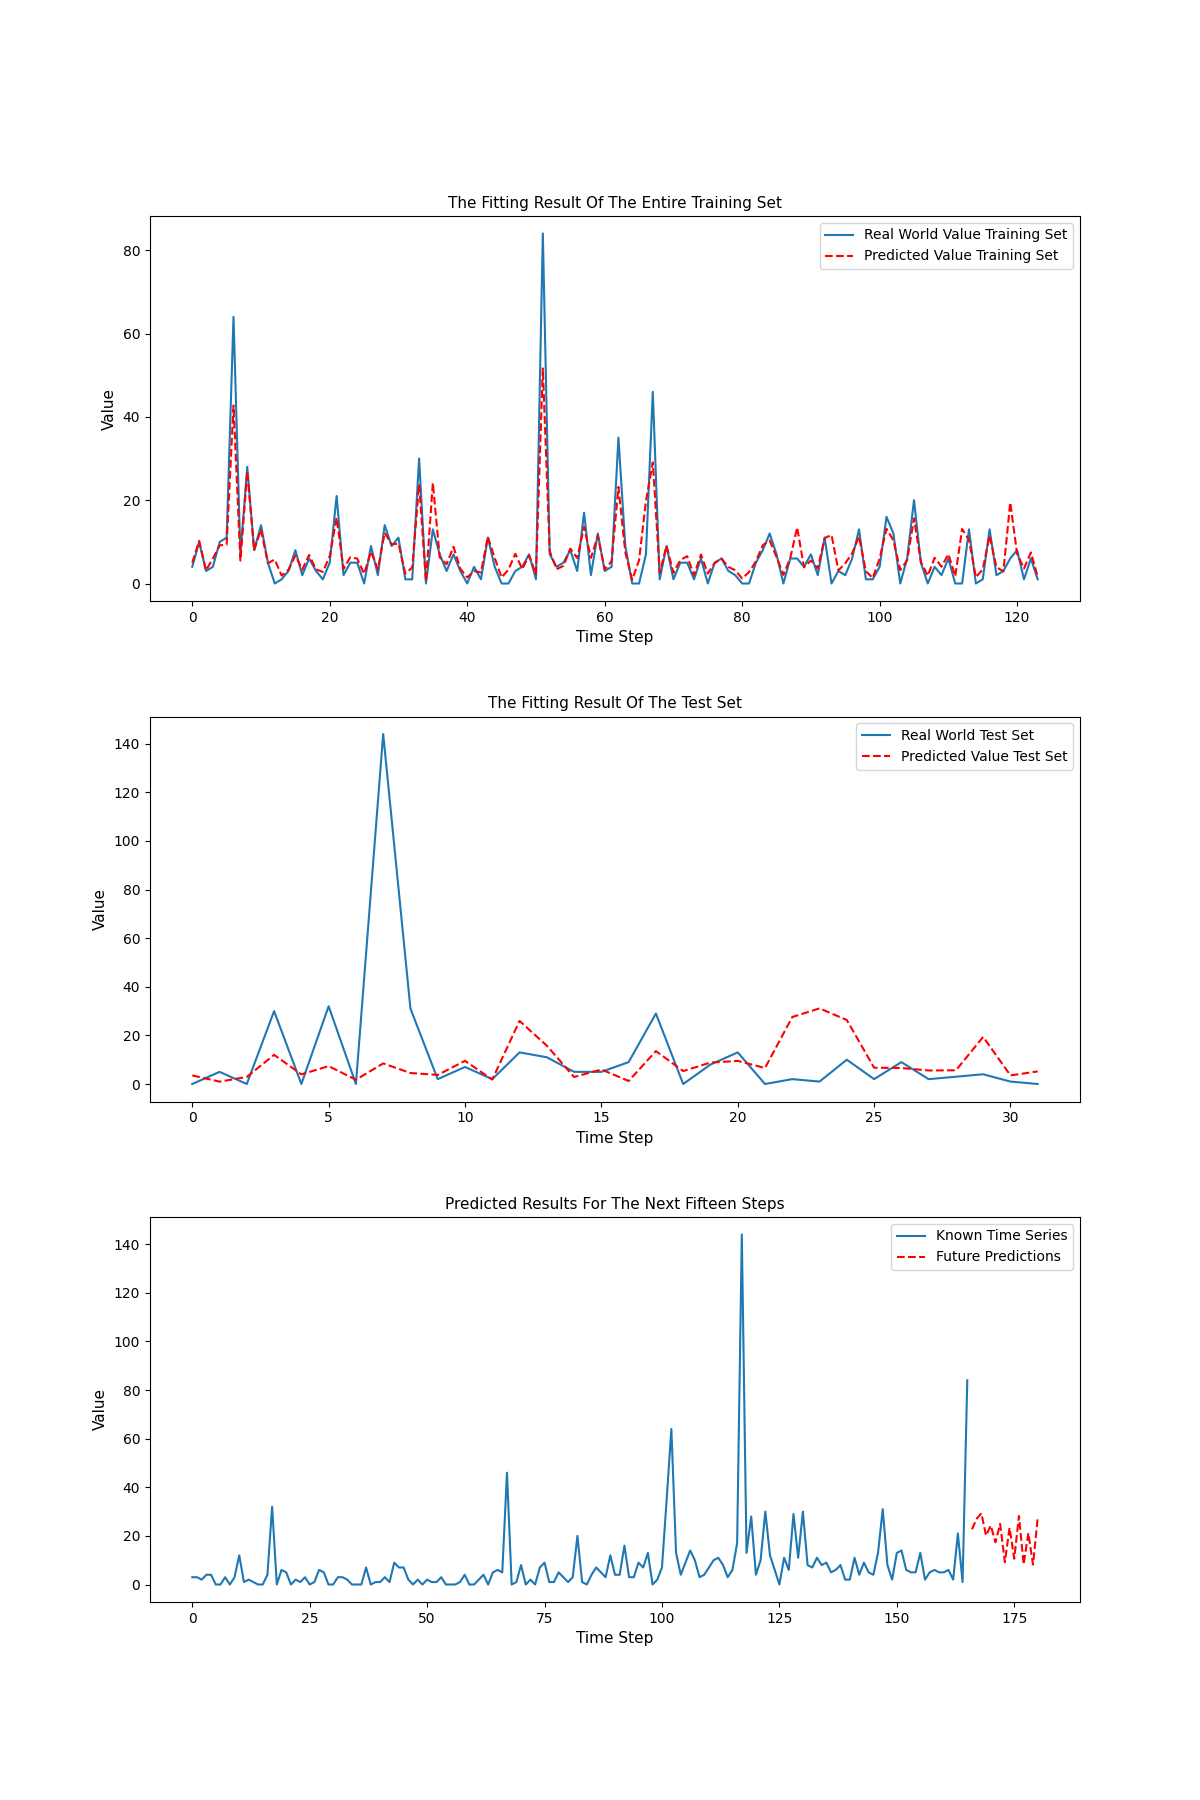 The Fitting Result Of The Entire Training Set
Real World Value Training Set
Predicted Value Training Set
Value
80
60
40
20
0
0 20 40 60 80 100 120
Time Step
The Fitting Result Of The Test Set
Real World Test Set
Predicted Value Test Set
Value
140
120
100
80
60
40
20
0
0 5 10 15 20 25 30
Time Step
Predicted Results For The Next Fifteen Steps
Known Time Series
Future Predictions
Value
140
120
100
80
60
40
20
0
0 25 50 75 100 125 150 175
Time Step